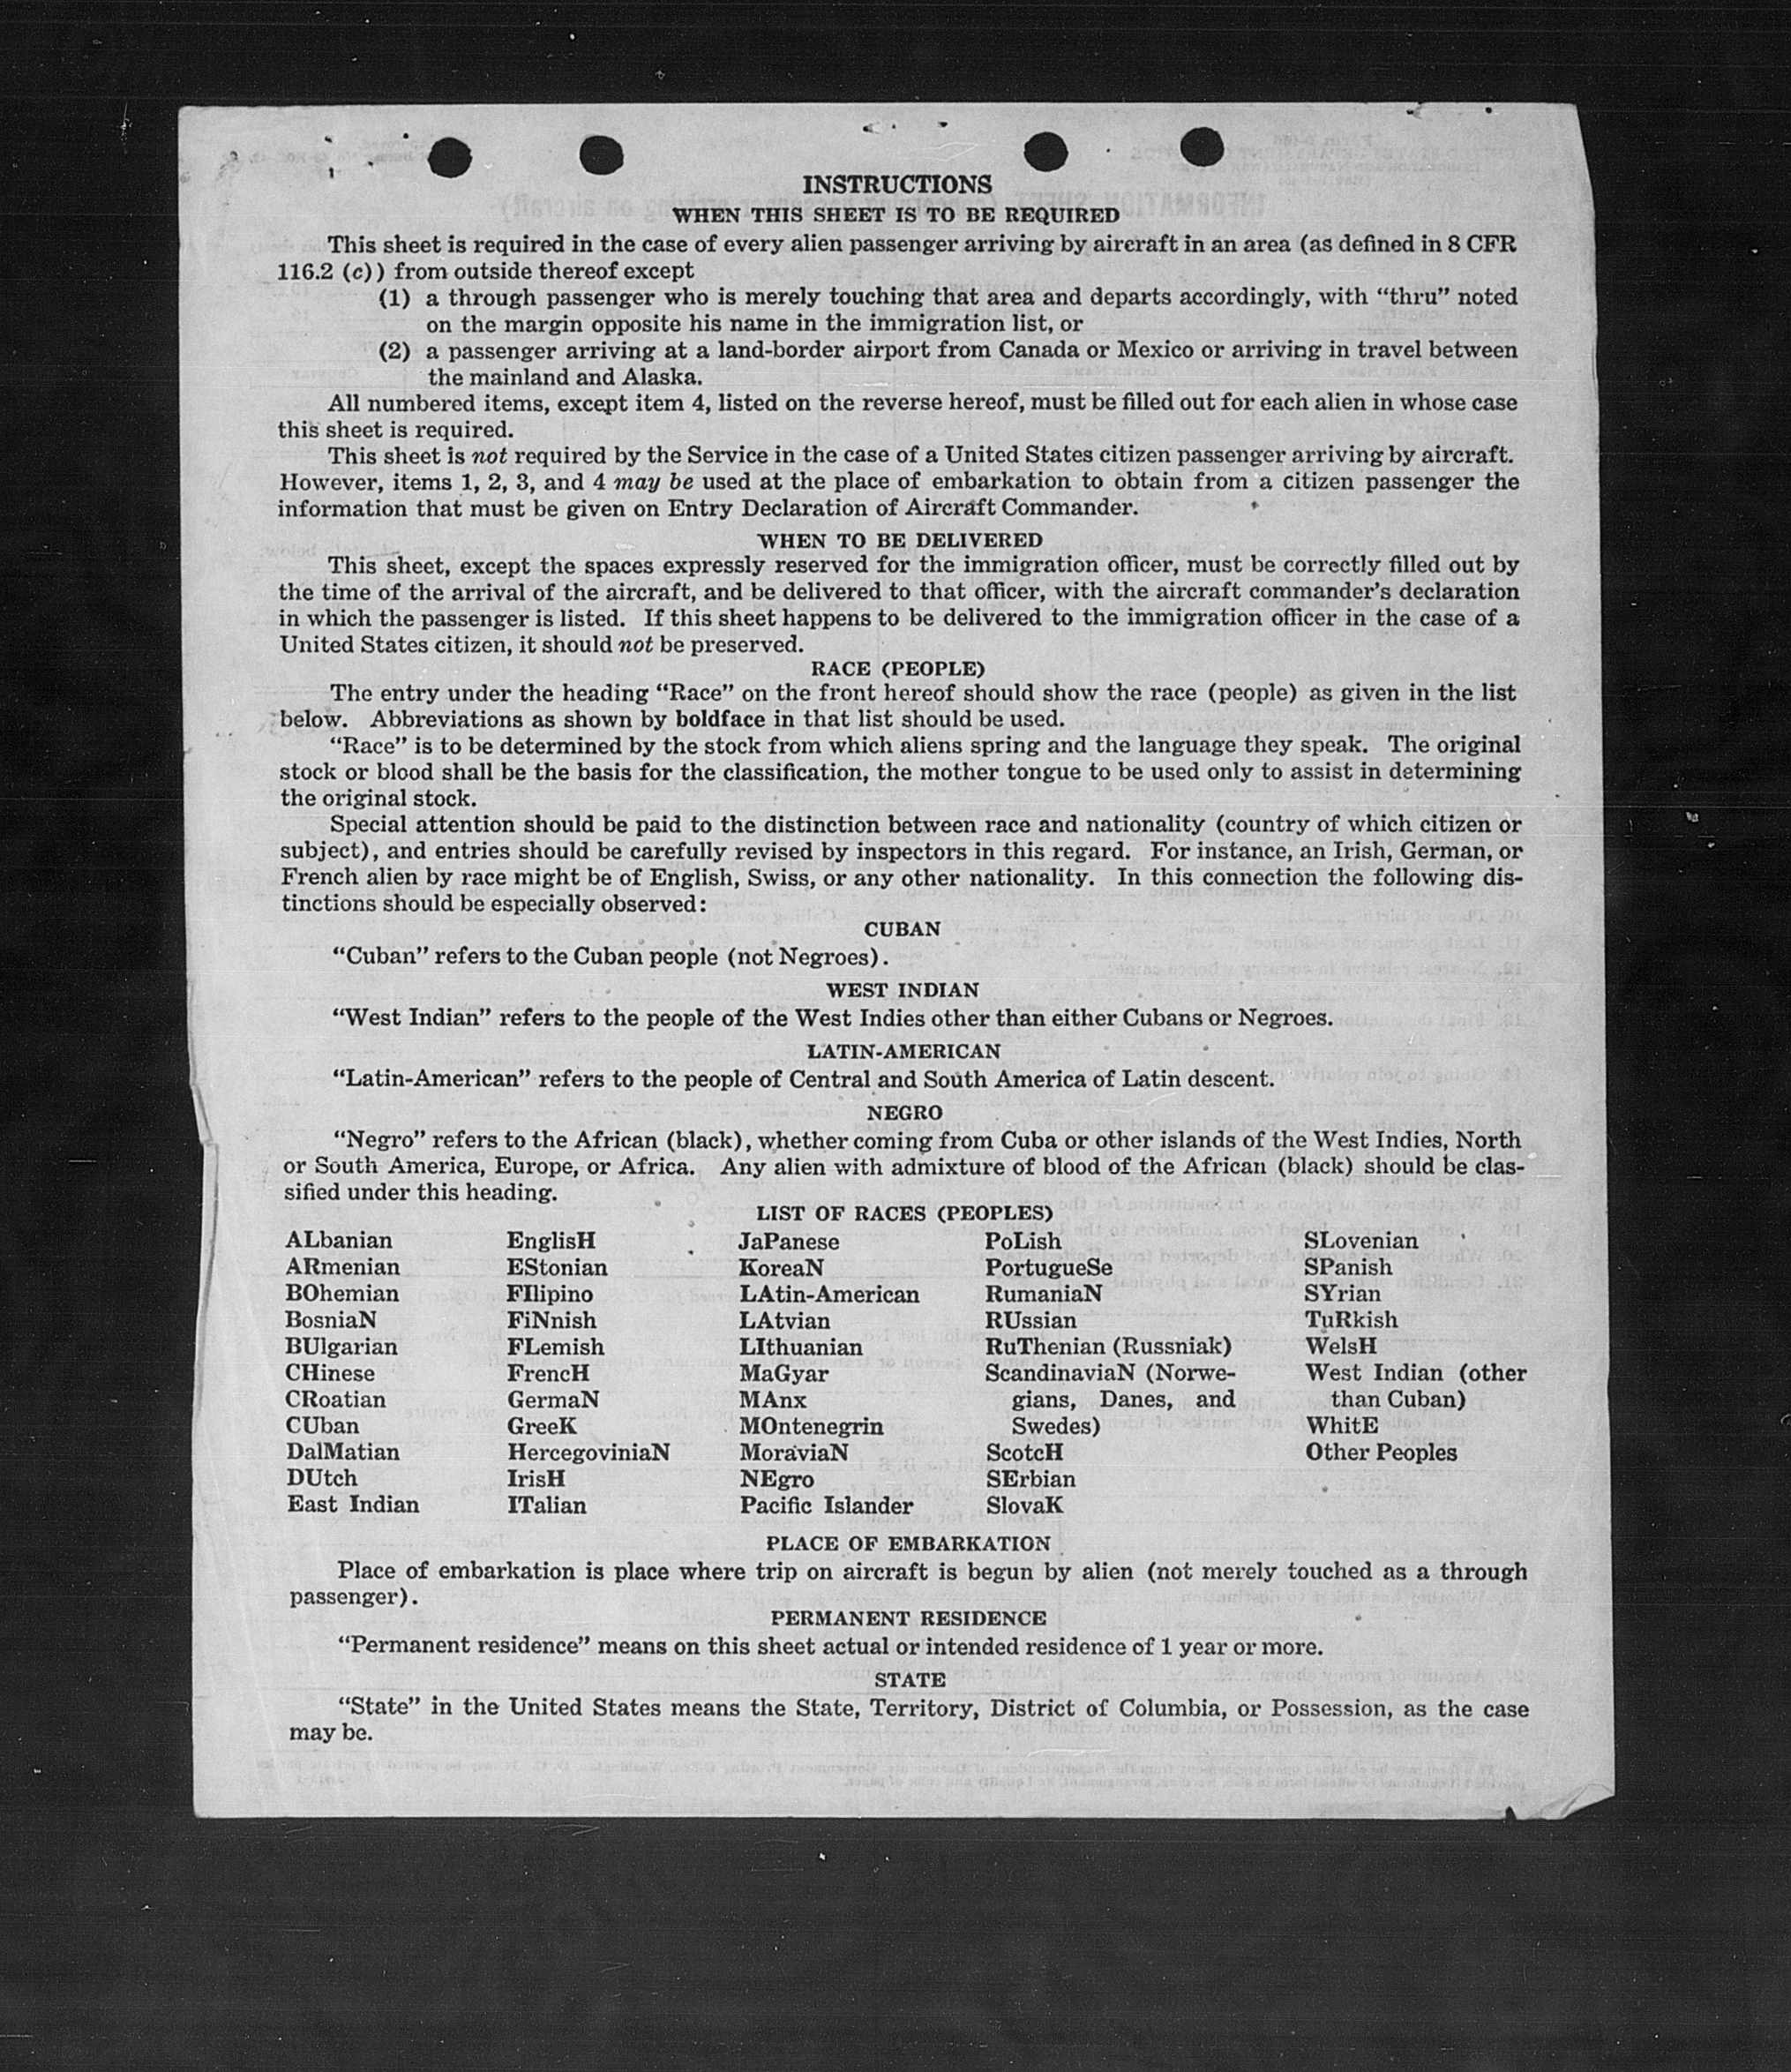 INSTRUCTIONS
WHEN THIS SHEET IS TO BE REQUIRED
This sheet is required in the case of every alien passenger arriving by aircraft in an area (as defined in 8 CFR
116.2 (c)) from outside thereof except
(1) a through passenger who is merely touching that area and departs accordingly, with “thru” noted
on the margin opposite his name in the immigration list, or
(2) a passenger arriving at a land-border airport from Canada or Mexico or arriving in travel between
the mainland and Alaska.
All numbered items, except item 4, listed on the reverse hereof, must be filled out for each alien in whose case
this sheet is required.
This sheet is not required by the Service in the case of a United States citizen passenger arriving by aircraft.
However, items 1, 2, 3, and 4 may be used at the place of embarkation to obtain from a citizen passenger the
information that must be given on Entry Declaration of Aircraft Commander.
WHEN TO BE DELIVERED
This sheet, except the spaces expressly reserved for the immigration officer, must be correctly filled out by
the time of the arrival of the aircraft, and be delivered to that officer, with the aircraft commander’s declaration
in which the passenger is listed. If this sheet happens to be delivered to the immigration officer in the case of a
United States citizen, it should not be preserved.
RACE (PEOPLE)
The entry under the heading “Race” on the front hereof should show the race (people) as given in the list
below. Abbreviations as shown by boldface in that list should be used.
“Race” is to be determined by the stock from which aliens spring and the language they speak. The original
stock or blood shall be the basis for the classification, the mother tongue to be used only to assist in determining
the original stock.
Special attention should be paid to the distinction between race and nationality (country of which citizen or
subject), and entries should be carefully revised by inspectors in this regard. For instance, an Irish, German, or
French alien by race might be of English, Swiss, or any other nationality. In this connection the following dis-
tinctions should be especially observed:
CUBAN
“Cuban” refers to the Cuban people (not Negroes).
WEST INDIAN
“West Indian” refers to the people of the West Indies other than either Cubans or Negroes.
LATIN-AMERICAN
“Latin-American” refers to the people of Central and South America of Latin descent.
NEGRO
“Negro” refers to the African (black), whether coming from Cuba or other islands of the West Indies, North
or South America, Europe, or Africa. Any alien with admixture of blood of the African (black) should be clas-
sified under this heading.
LIST OF RACES (PEOPLES)
ALbanian
ARmenian
BOhemian
BosniaN
BUlgarian
CHinese
CRoatian
CUban
DalMatian
DUtch
East Indian
EnglisH
EStonian
FIlipino
FiNnish
FLemish
FrencH
GermaN
GreeK
HercegoviniaN
IrisH
ITalian
JaPanese
KoreaN
LAtin-American
LAtvian
LIthuanian
MaGyar
MAnx
MOntenegrin
MoraviaN
NEgro
Pacific Islander
PoLish
PortugueSe
RumaniaN
RUssian
RuThenian (Russniak)
ScandinaviaN (Norwe-
gians, Danes, and
Swedes)
ScotcH
SErbian
SlovaK
SLovenian
SPanish
SYrian
TuRkish
WelsH
West Indian (other
than Cuban)
WhitE
Other Peoples
PLACE OF EMBARKATION
Place of embarkation is place where trip on aircraft is begun by alien (not merely touched as a through
passenger).
PERMANENT RESIDENCE
“Permanent residence” means on this sheet actual or intended residence of 1 year or more.
STATE
“State” in the United States means the State, Territory, District of Columbia, or Possession, as the case
may be.